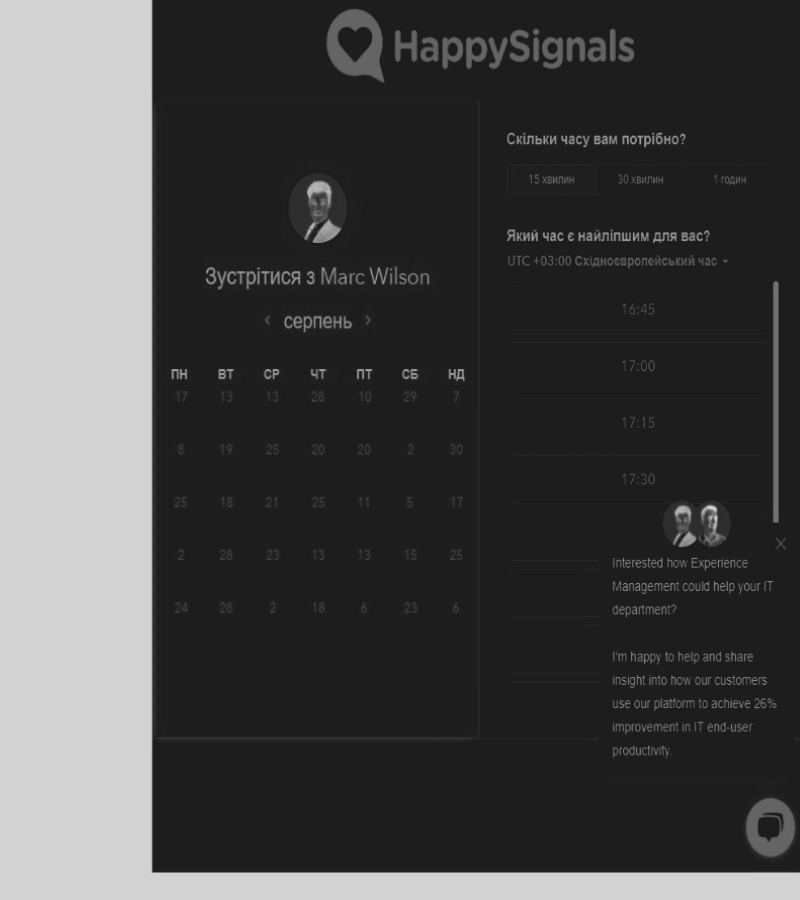 HappySignals
Зустрітися з Marc Wilson
серпень
ПН ВТ СР ЧТ ПТ СБ НД
17 13 13 28 10 29 7
8 19 25 20 20 2 30
25 18 21 25 11 5 17
2 28 23 13 13 15 25
24 28 2 18 6 23 6
Скільки часу вам потрібно?
15 хвилин 30 хвилин 1 годин
Який час є найліпшим для вас?
UTC +03:00 Східноєвропейський час
16:45
17:00
17:15
17:30
Interested how Experience
Management could help your IT
department?
I'm happy to help and share
insight into how our customers
use our platform to achieve 26%
improvement in IT end-user
productivity.